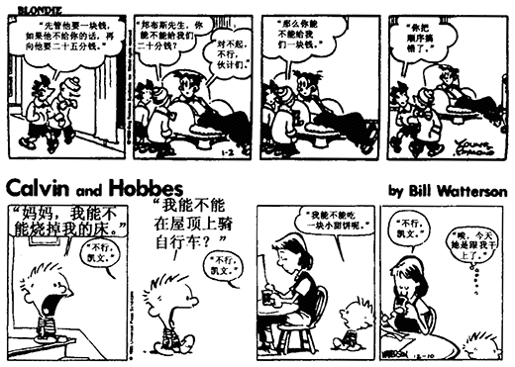 BLONDIE
"先管他要一块钱，
如果他不给你的话，再
向他要二十五分钱。"
"邦布斯先生，你
能不能给我们
二十分钱？
对不起，
不行，
伙计们。
"那么你能
不能给我
们一块钱。
"你把
顺序搞
错了。"
1-2
Calvin and Hobbes
by Bill Watterson
"妈妈，我能不
能烧掉我的床。"
"不行，
凯文。"
"我能不能
在屋顶上骑
自行车？"
"不行，
凯文。"
"我能不能吃
一块小甜饼呢。"
"不行，
凯文。"
"唉，今天
她是跟我干
上了。"
12-10